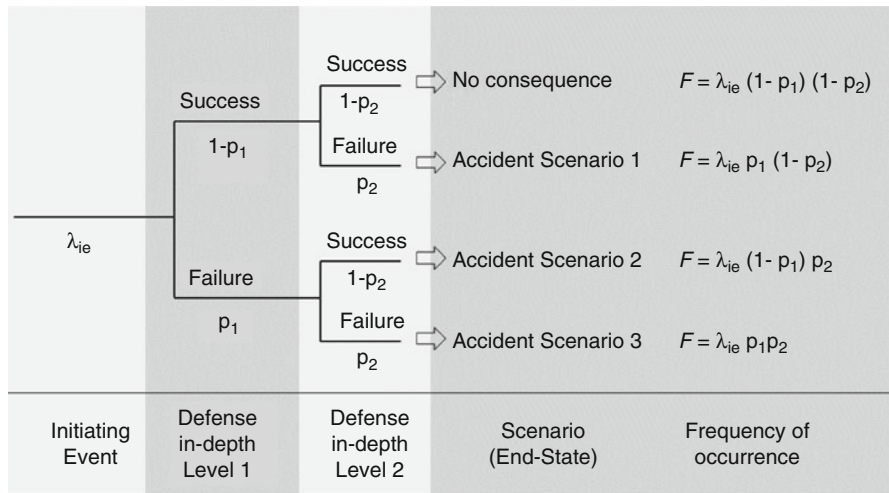 Success
1-p₂
No consequence
F = λie (1- p₁) (1- p₂)
Success
1-p₁
Failure
p₂
Accident Scenario 1
F = λie p₁ (1- p₂)
λie
Success
1-p₂
Accident Scenario 2
F = λie (1- p₁) p₂
Failure
p₁
Failure
p₂
Accident Scenario 3
F = λie p₁p₂
Initiating
Event
Defense
in-depth
Level 1
Defense
in-depth
Level 2
Scenario
(End-State)
Frequency of
occurrence